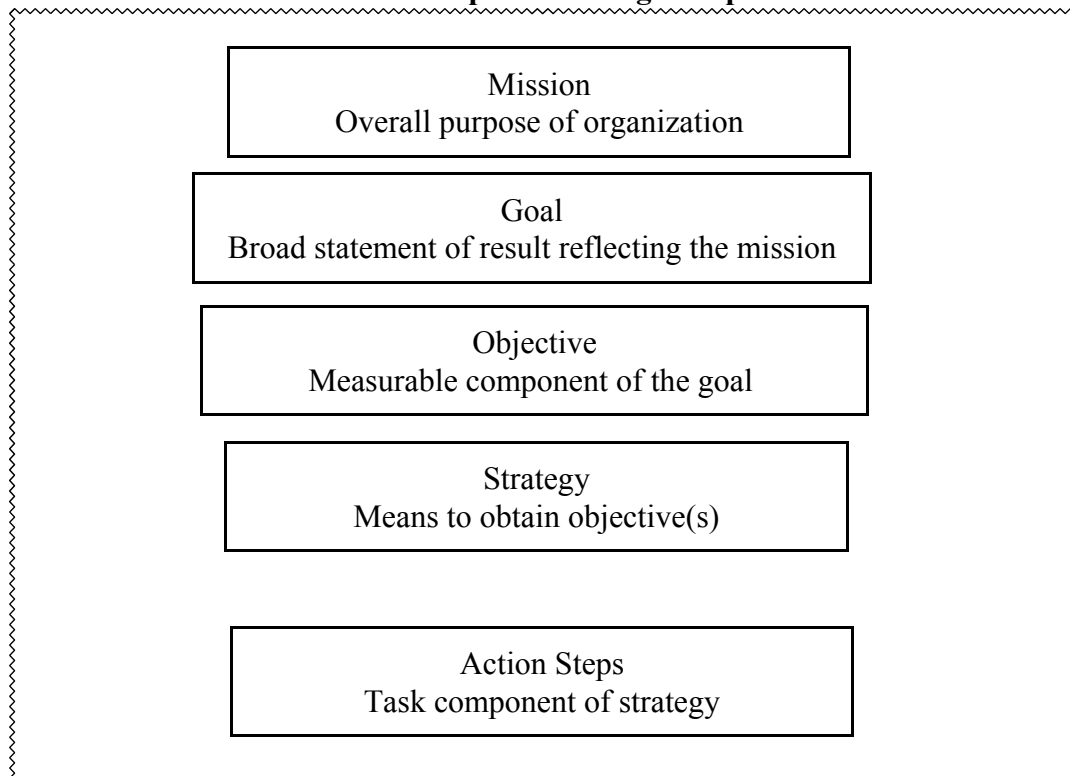 Mission
Overall purpose of organization
Goal
Broad statement of result reflecting the mission
Objective
Measurable component of the goal
Strategy
Means to obtain objective(s)
Action Steps
Task component of strategy